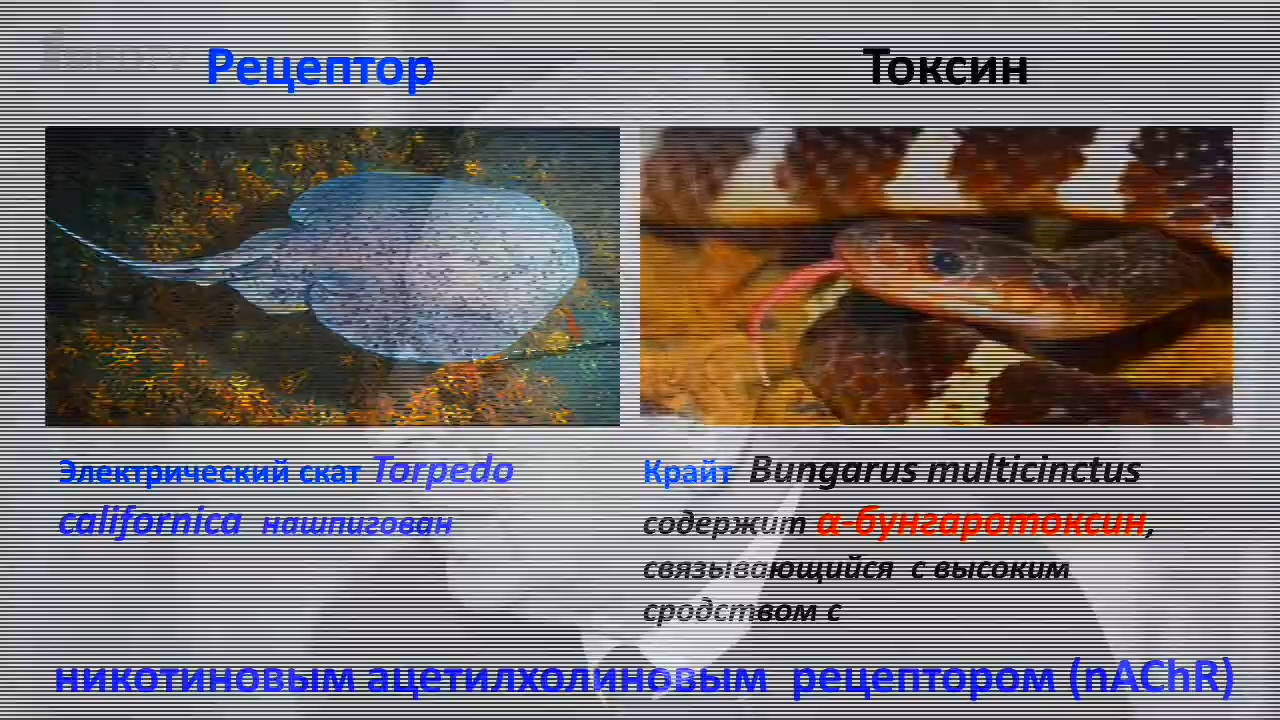 Рецептор
Токсин
Электрический скат Torpedo
californica нашпигован
Крайт Bungarus multicinctus
содержит α-бунгаротоксин,
связывающийся с высоким
сродством с
никотиновым ацетилхолиновым рецептором (nAChR)